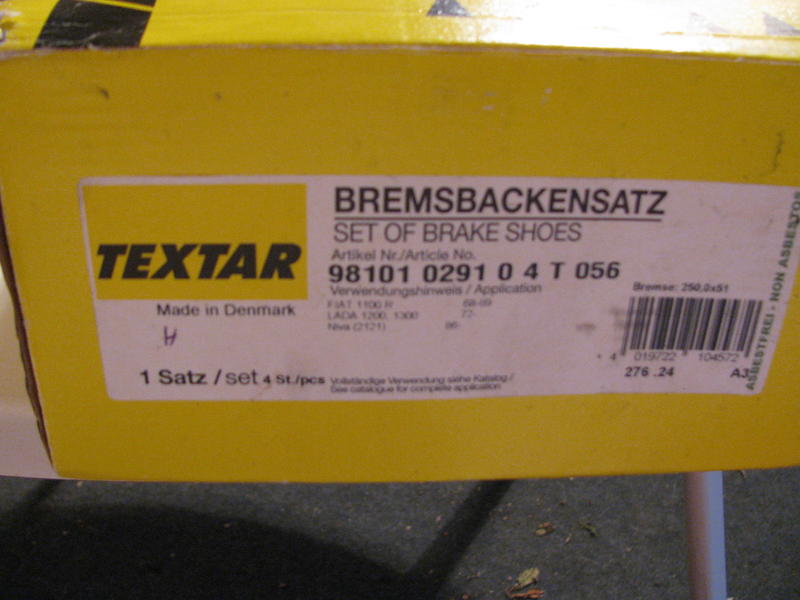 TEXTAR
Made in Denmark
H
BREMSBACKENSATZ
SET OF BRAKE SHOES
Artikel Nr./Article No.
98101 0291 0 4 T 056
Verwendungshinweis / Application
FIAT 1100 R 68-69
LADA 1200, 1300 72-
Niva (2121) 86-
Bremse: 250,0x51
4 019722 104572
276 .24 A3
1 Satz / set 4 St./pcs
Vollständige Verwendung siehe Katalog /
See catalogue for complete application
ASBESTFREI - NON ASBESTOS